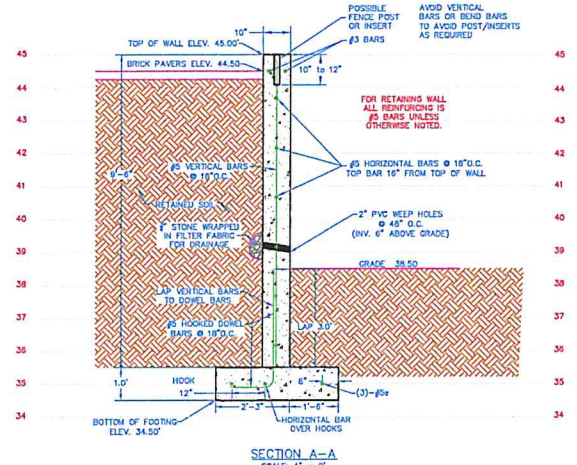 10"
POSSIBLE
FENCE POST
OR INSERT
AVOID VERTICAL
BARS OR BEND BARS
TO AVOID POST/INSERTS
AS REQUIRED
TOP OF WALL ELEV. 45.00'
#3 BARS
BRICK PAVERS ELEV. 44.50
10" to 12"
FOR RETAINING WALL
ALL REINFORCING IS
#5 BARS UNLESS
OTHERWISE NOTED.
#5 VERTICAL BARS
@ 18"O.C.
#5 HORIZONTAL BARS @ 18"O.C.
TOP BAR 16" FROM TOP OF WALL
9'-6"
RETAINED SOIL
STONE WRAPPED
IN FILTER FABRIC
FOR DRAINAGE
2" PVC WEEP HOLES
@ 48" O.C.
(INV. 6" ABOVE GRADE)
GRADE 38.50
LAP VERTICAL BARS
TO DOWEL BARS
#5 HOOKED DOWEL
BARS @ 18"O.C.
LAP 3.0'
1.0'
HOOK
12"
6"
(3)-#5
2'-3"
1'-6"
BOTTOM OF FOOTING
ELEV. 34.50'
HORIZONTAL BAR
OVER HOOKS
45
44
43
42
41
40
39
38
37
36
35
34
45
44
43
42
41
40
39
38
37
36
35
34
SECTION A-A